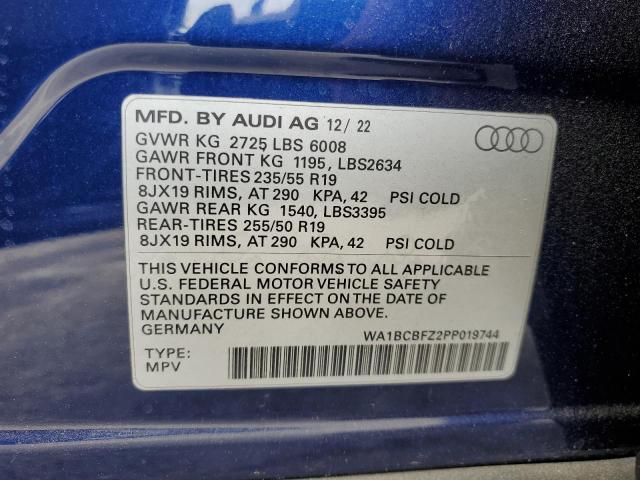 MFD. BY AUDI AG 12/ 22
GVWR KG 2725 LBS 6008
GAWR FRONT KG 1195, LBS2634
FRONT-TIRES 235/55 R19
8JX19 RIMS, AT 290 KPA, 42 PSI COLD
GAWR REAR KG 1540, LBS3395
REAR-TIRES 255/50 R19
8JX19 RIMS, AT 290 KPA, 42 PSI COLD
THIS VEHICLE CONFORMS TO ALL APPLICABLE
U.S. FEDERAL MOTOR VEHICLE SAFETY
STANDARDS IN EFFECT ON THE DATE OF
MANUFACTURE SHOWN ABOVE.
GERMANY
WA1BCBFZ2PP019744
TYPE:
MPV